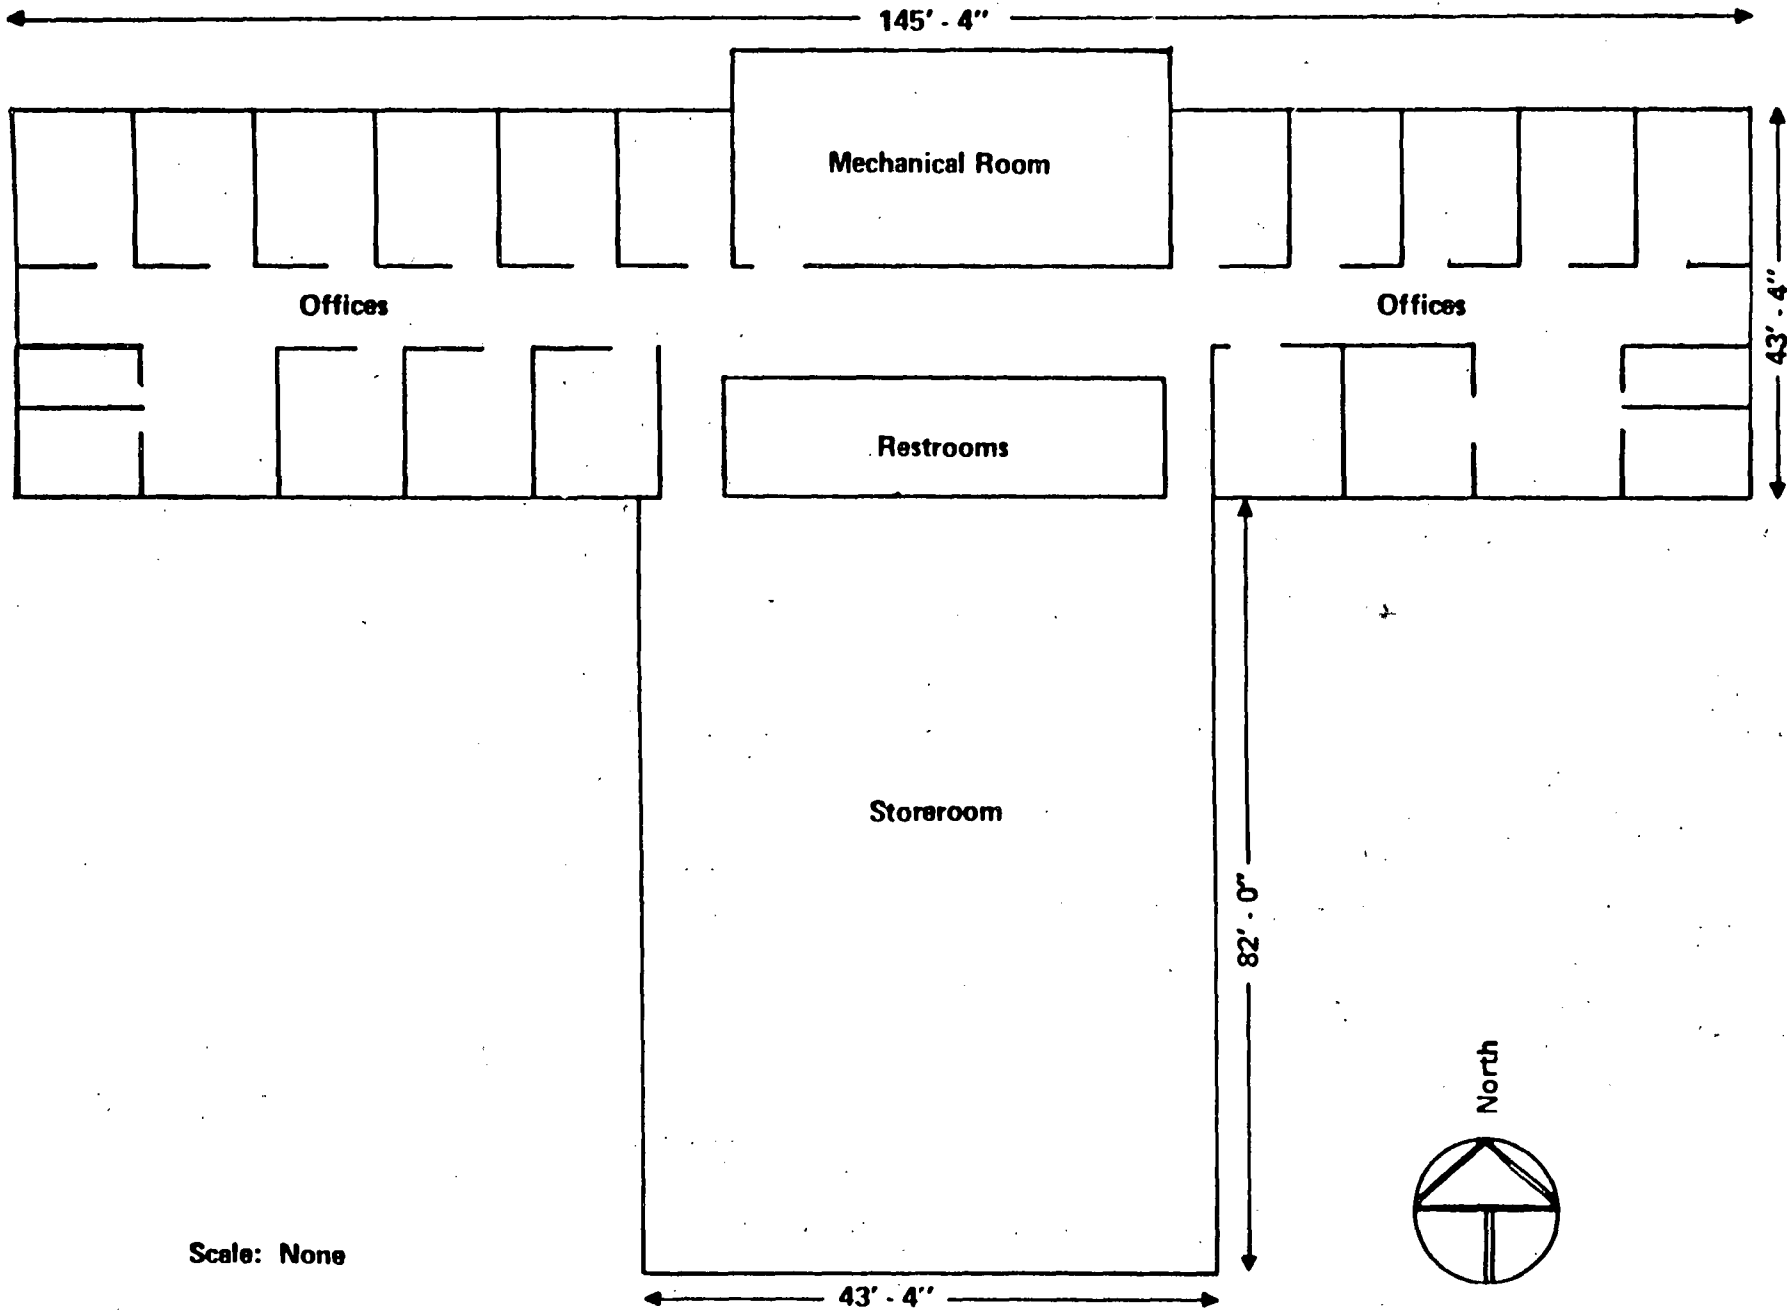 145' - 4"
Mechanical Room
Offices
Offices
43' - 4"
Restrooms
Storeroom
82' - 0"
North
Scale: None
43' - 4"